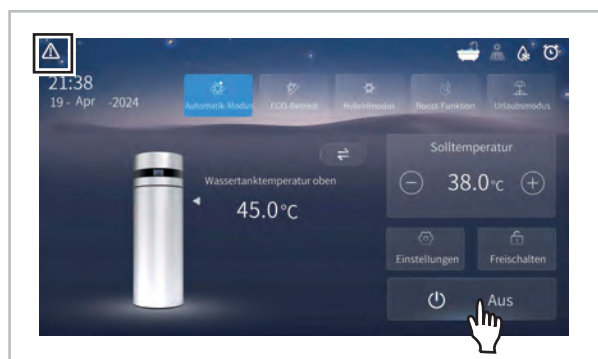 21:38
19 - Apr -2024
Automatik-Modus
ECO-Betrieb
Hybridmodus
Boost-Funktion
Urlaubsmodus
Wassertanktemperatur oben
45.0°C
Solltemperatur
38.0°C
Einstellungen
Freischalten
Aus